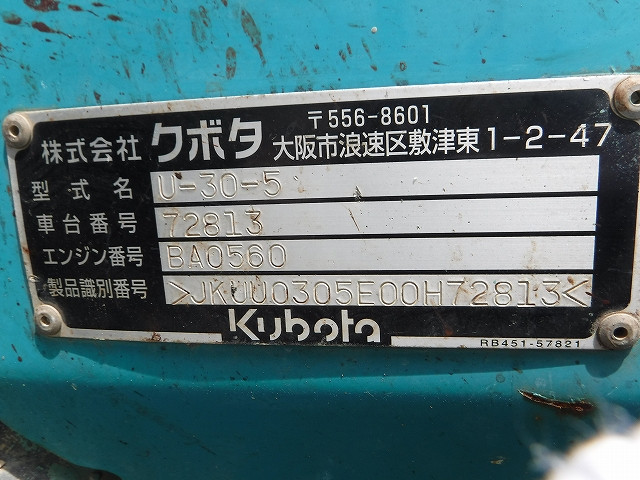 株式会社 クボタ 〒556-8601
大阪市浪速区敷津東1-2-47
型式名 U-30-5
車台番号 72813
エンジン番号 BA0560
製品識別番号 >JKUU0305E00H72813<
Kubota
RB451-57821